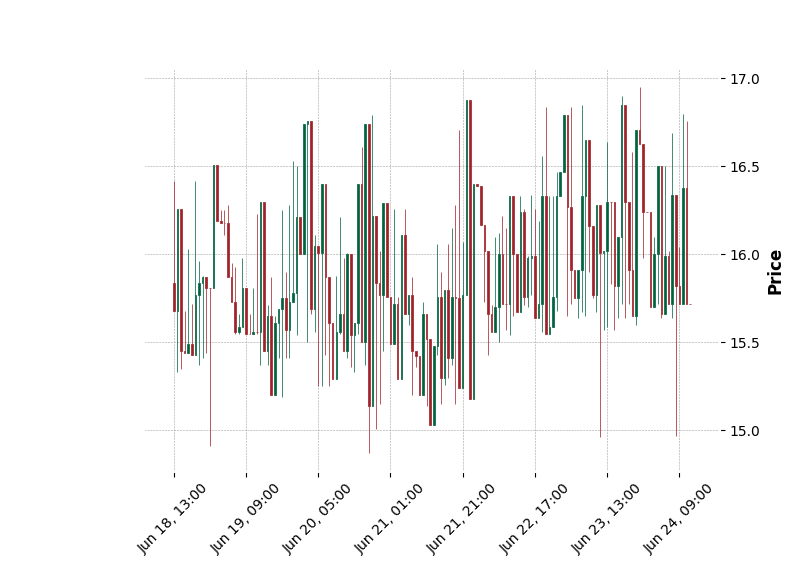 17.0
16.5
16.0
15.5
15.0
Price
Jun 18, 13:00
Jun 19, 09:00
Jun 20, 05:00
Jun 21, 01:00
Jun 21, 21:00
Jun 22, 17:00
Jun 23, 13:00
Jun 24, 09:00